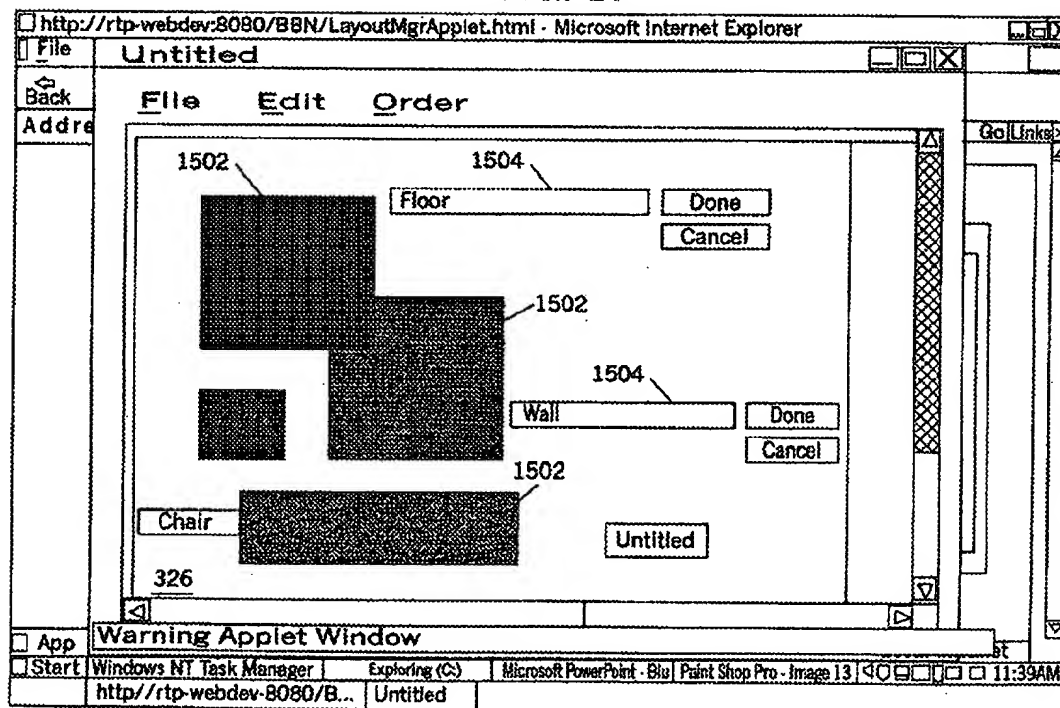 http://rtp-webdev:8080/B8N/LayoutMgrApplet.html - Microsoft Internet Explorer
File
Untitled
Back
File Edit Order
Addre
Go Links
1502
1504
Floor
Done
Cancel
1502
1504
Wall
Done
Cancel
1502
Chair
Untitled
326
App
Warning Applet Window
Start
Windows NT Task Manager
Exploring (C:)
Microsoft PowerPoint - Blu
Paint Shop Pro - Image 13
11:39AM
http//rtp-webdev-8080/B...
Untitled